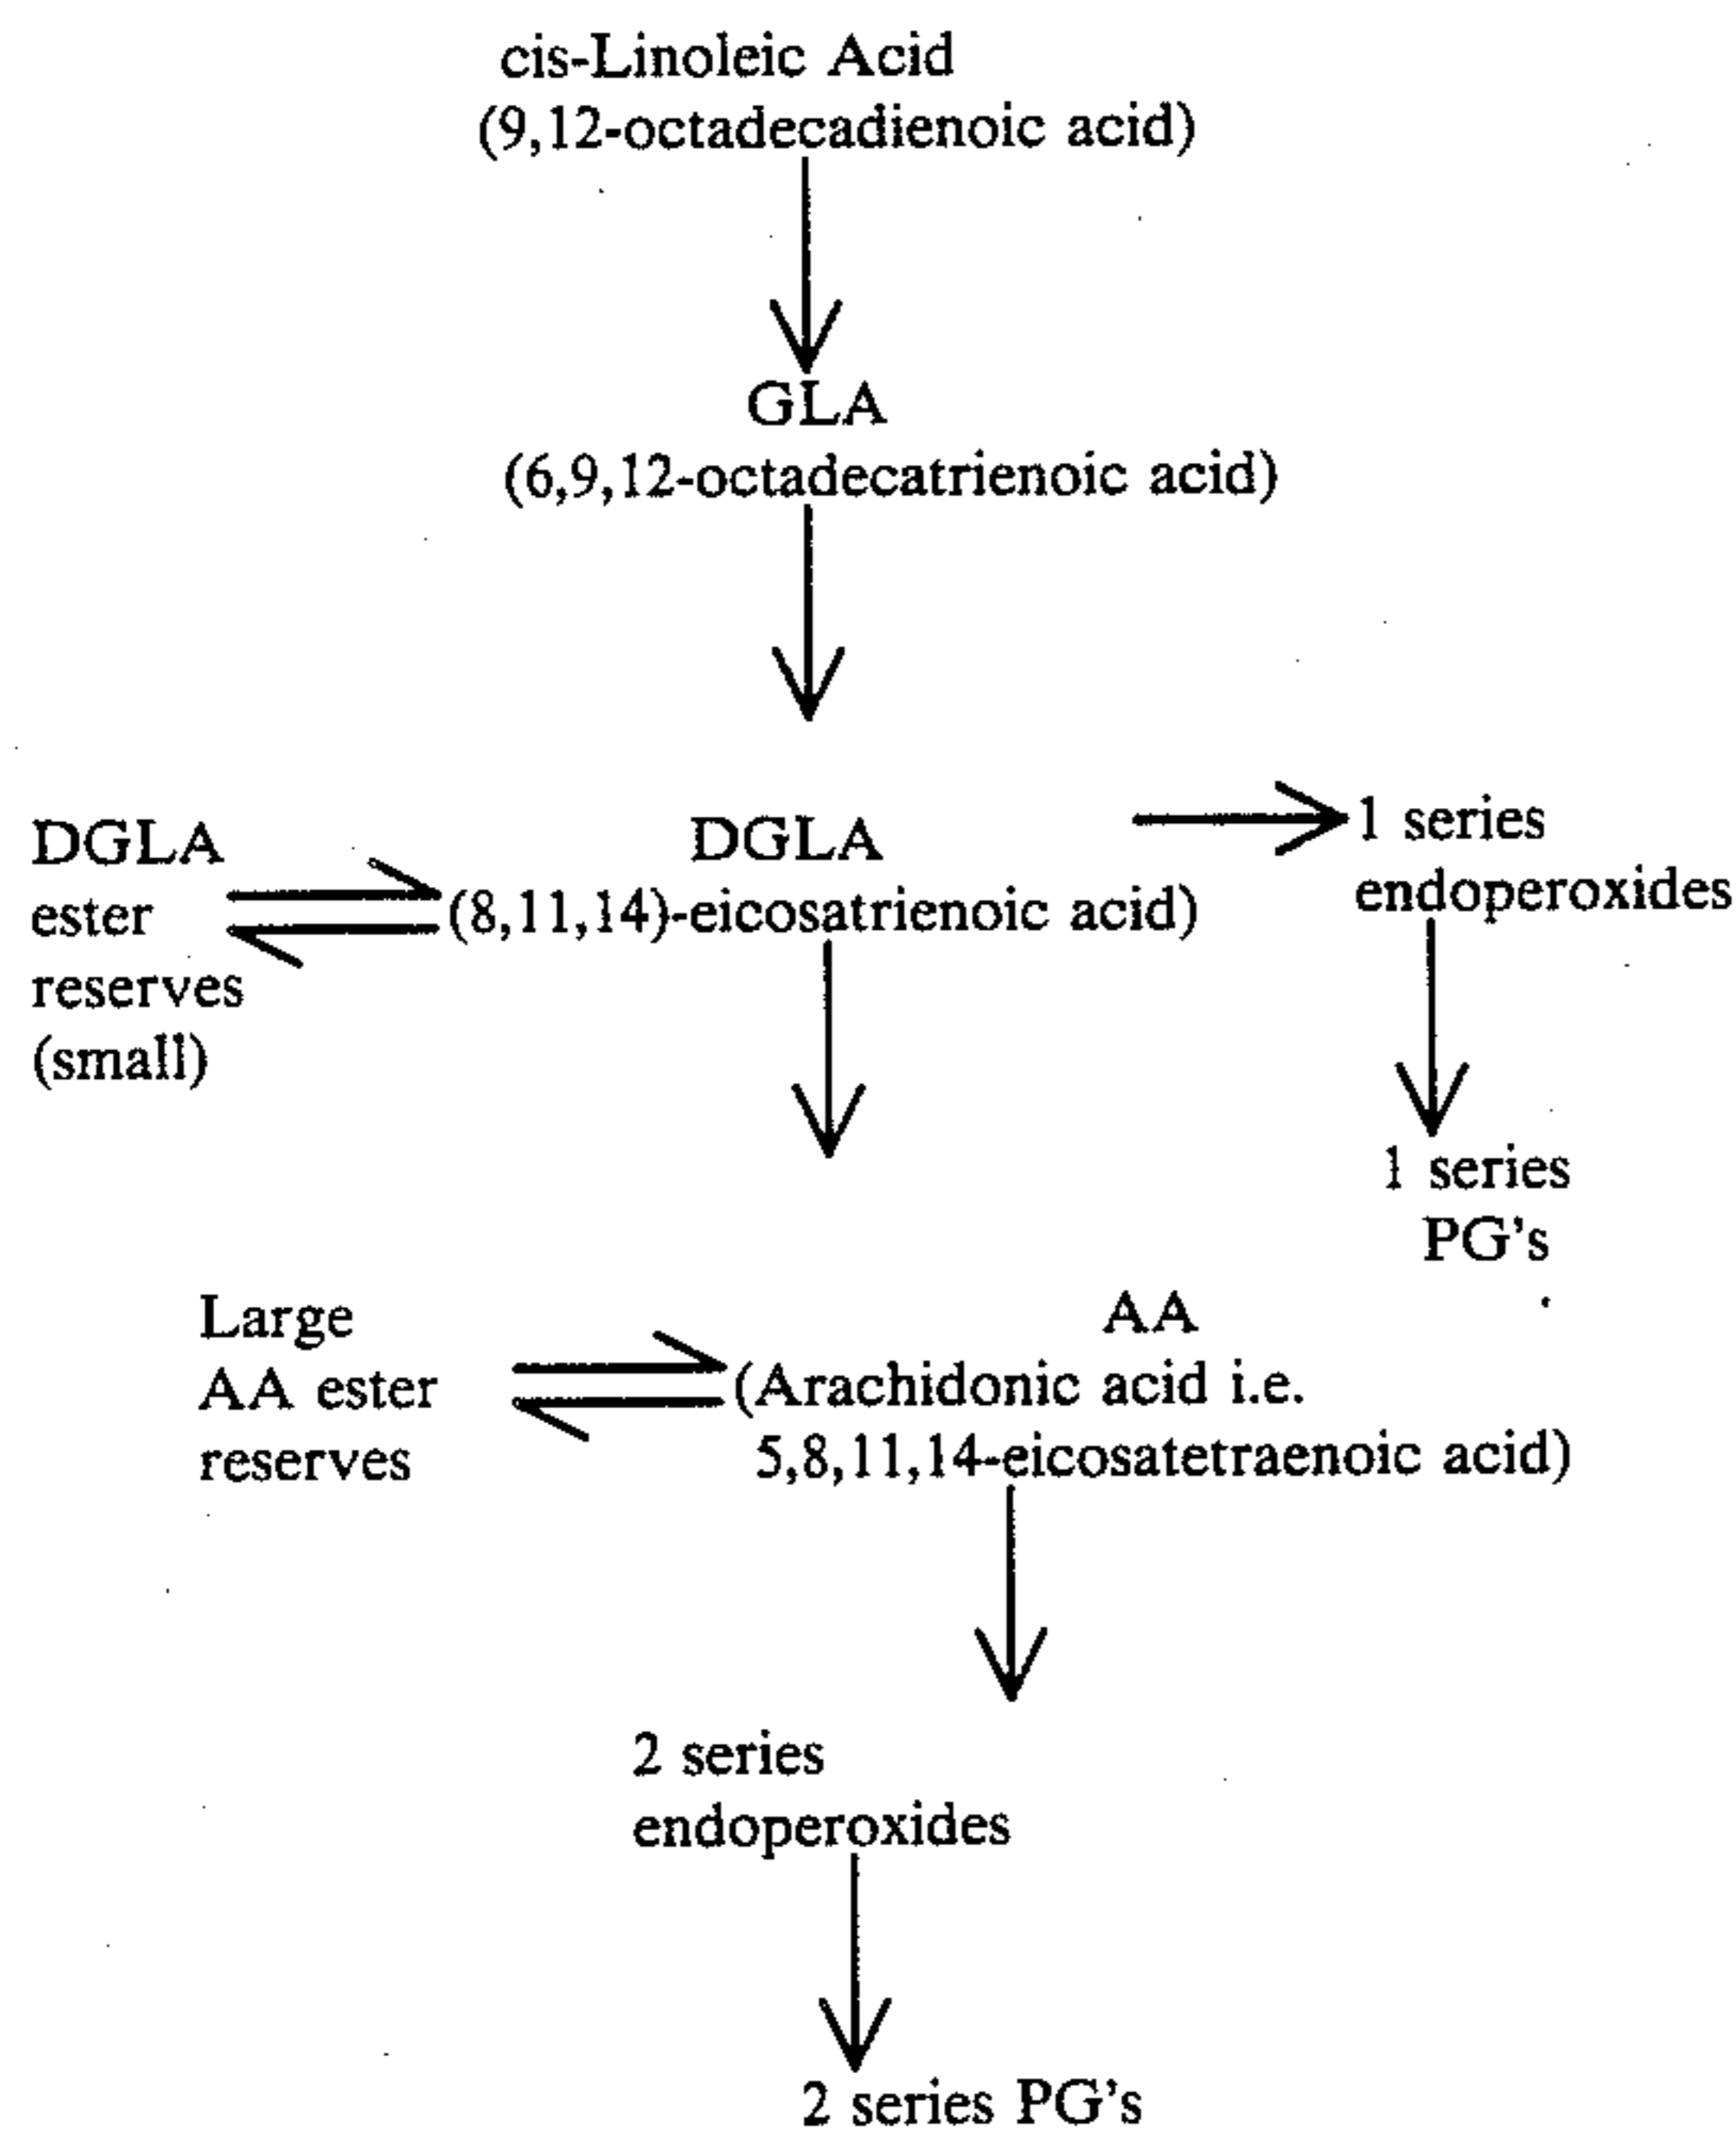 cis-Linoleic Acid
(9,12-octadecadienoic acid)
GLA
(6,9,12-octadecatrienoic acid)
DGLA
ester
reserves
(small)
DGLA
(8,11,14)-eicosatrienoic acid)
1 series
endoperoxides
1 series
PG's
Large
AA ester
reserves
AA
(Arachidonic acid i.e.
5,8,11,14-eicosatetraenoic acid)
2 series
endoperoxides
2 series PG's